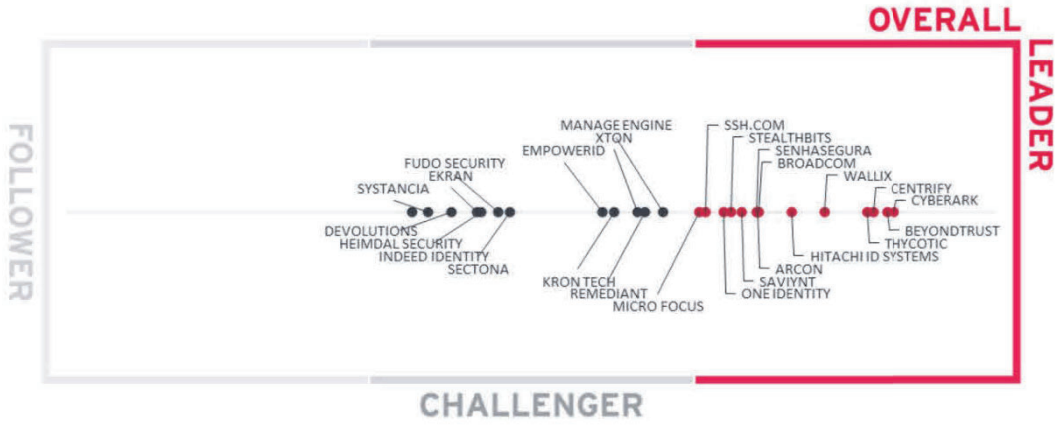 OVERALL
LEADER
FOLLOWER
CHALLENGER
MANAGE ENGINE
XTON
EMPOWERID
FUDO SECURITY
EKRAN
SYSTANCIA
SSH.COM
STEALTHBITS
SENHASEGURA
BROADCOM
WALLIX
CENTRIFY
CYBERARK
DEVOLUTIONS
HEIMDAL SECURITY
INDEED IDENTITY
SECTONA
KRON TECH
REMEDIANT
MICRO FOCUS
BEYONDTRUST
THYCOTIC
HITACHI ID SYSTEMS
ARCON
SAVIYNT
ONE IDENTITY